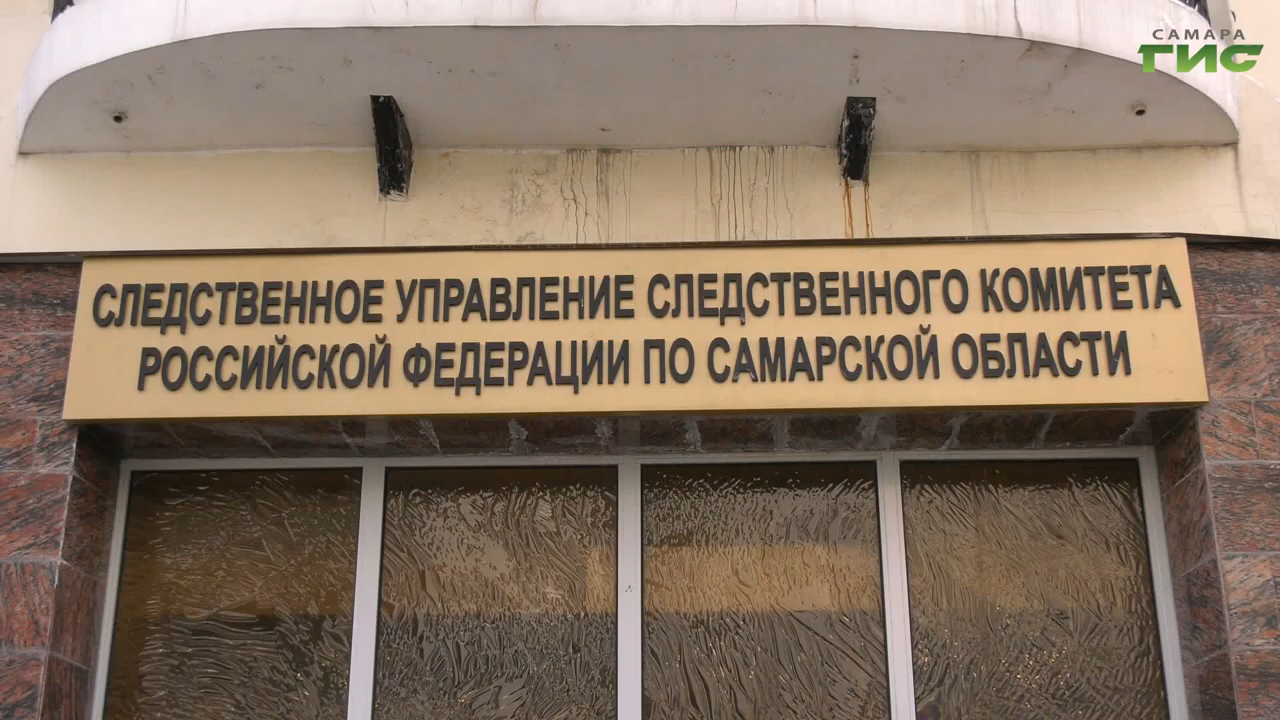 САМАРА
ГИС
СЛЕДСТВЕННОЕ УПРАВЛЕНИЕ СЛЕДСТВЕННОГО КОМИТЕТА
РОССИЙСКОЙ ФЕДЕРАЦИИ ПО САМАРСКОЙ ОБЛАСТИ